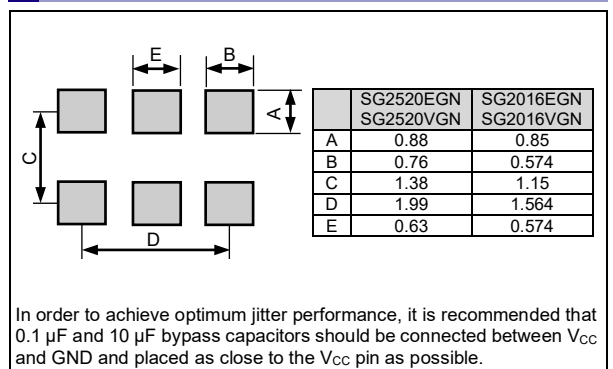 E B
A
C
D
SG2520EGN SG2016EGN
SG2520VGN SG2016VGN
A 0.88 0.85
B 0.76 0.574
C 1.38 1.15
D 1.99 1.564
E 0.63 0.574
In order to achieve optimum jitter performance, it is recommended that
0.1 µF and 10 µF bypass capacitors should be connected between VCC
and GND and placed as close to the VCC pin as possible.